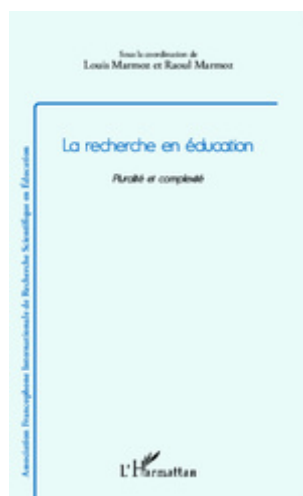 Sous la coordination de
Louis Marmoz et Raoul Marmoz
La recherche en éducation
Pluralité et complexité
Association Francophone Internationale de Recherche Scientifique en Éducation
L'Harmattan